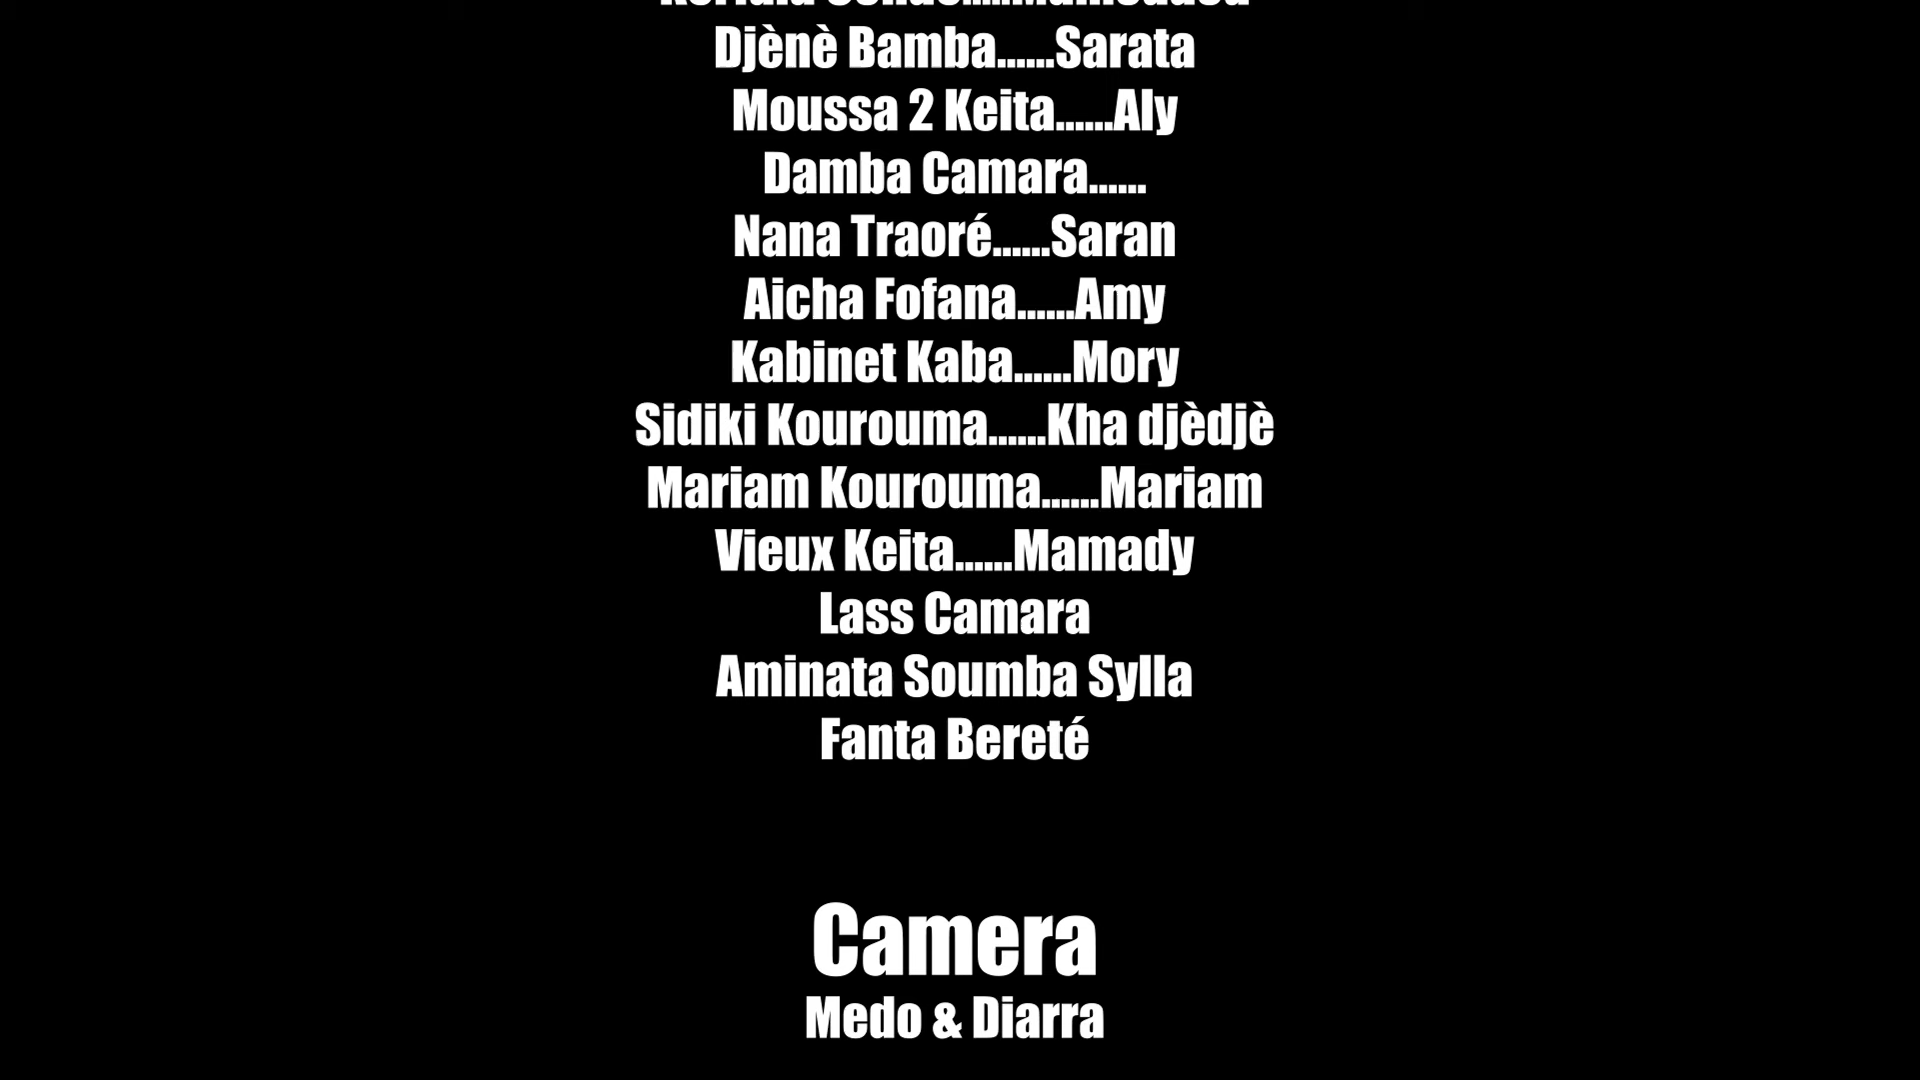 Djènè Bamba......Sarata
Moussa 2 Keita......Aly
Damba Camara......
Nana Traoré......Saran
Aicha Fofana......Amy
Kabinet Kaba......Mory
Sidiki Kourouma......Kha djèdjè
Mariam Kourouma......Mariam
Vieux Keita......Mamady
Lass Camara
Aminata Soumba Sylla
Fanta Bereté
Camera
Medo & Diarra